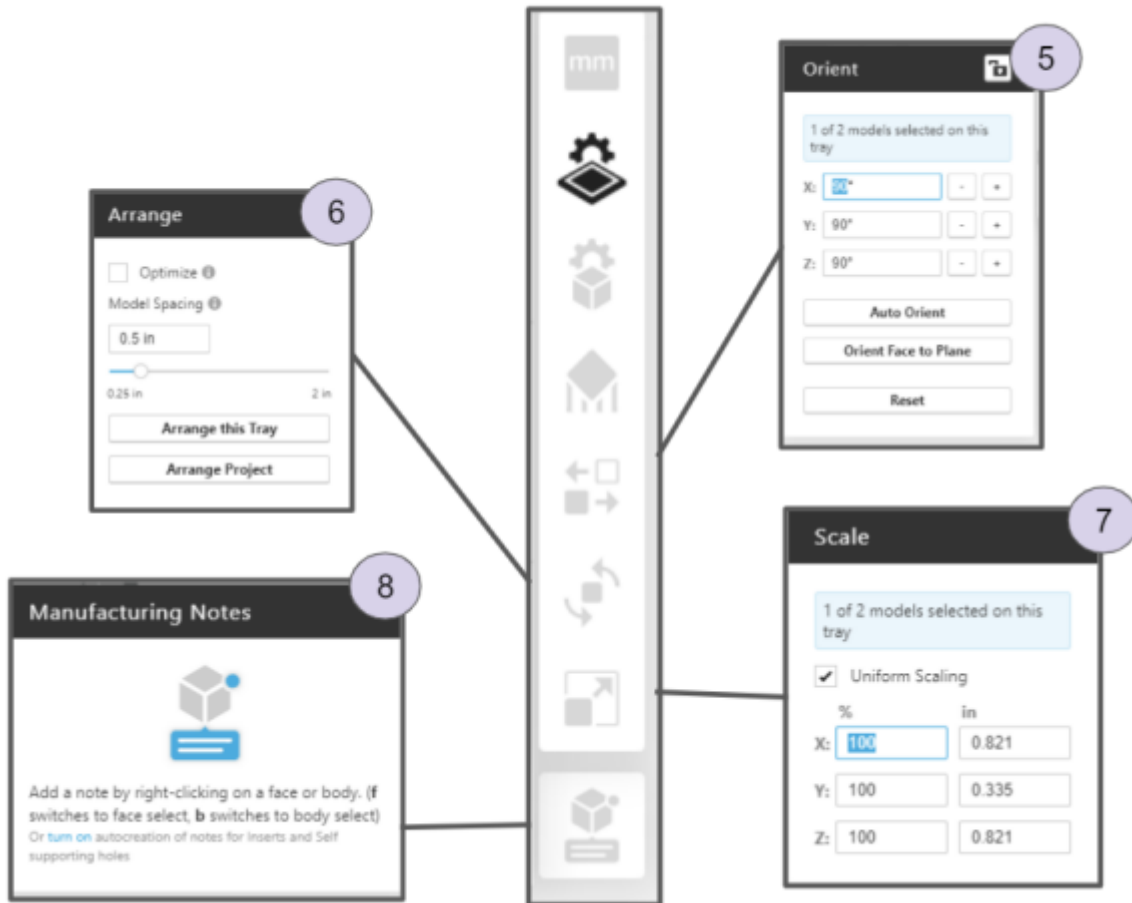 mm
Orient
5
1 of 2 models selected on this
tray
X: 90°
- +
Y: 90°
- +
Z: 90°
- +
Auto Orient
Orient Face to Plane
Reset
6
Arrange
Optimize
Model Spacing
0.5 in
0.25 in 2 in
Arrange this Tray
Arrange Project
7
Scale
1 of 2 models selected on this
tray
Uniform Scaling
% in
X: 100 0.821
Y: 100 0.335
Z: 100 0.821
8
Manufacturing Notes
Add a note by right-clicking on a face or body. (f
switches to face select, b switches to body select)
Or turn on autocreation of notes for Inserts and Self
supporting holes